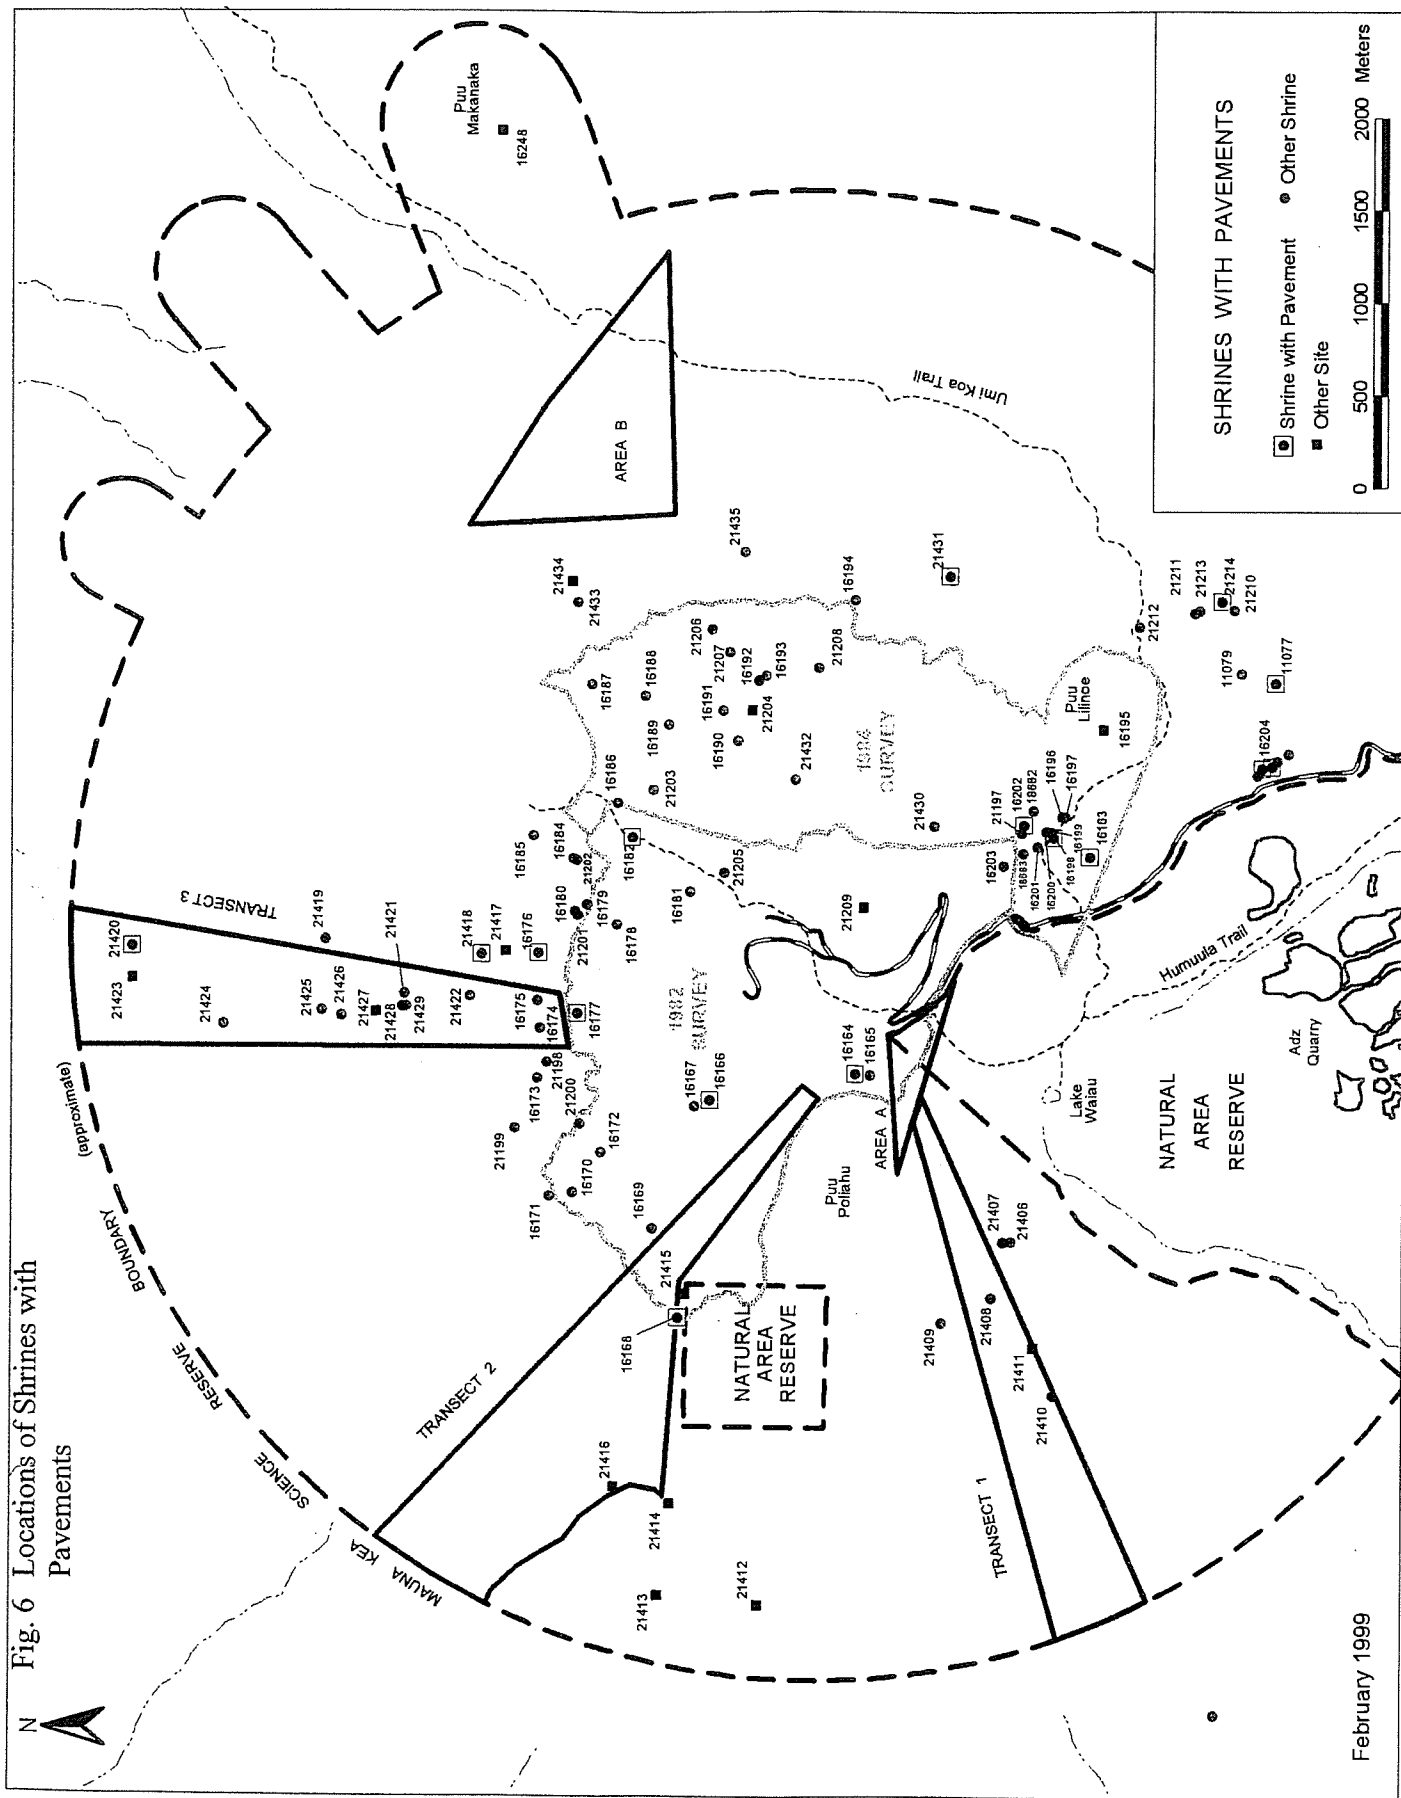 Fig. 6 Locations of Shrines with
Pavements
N
(approximate)
BOUNDARY
RESERVE
SCIENCE
KEA
MAUNA
TRANSECT 3
TRANSECT 2
TRANSECT 1
Puu
Makanaka
16248
AREA B
Umi Koa Trail
21420
21423
21424
21419
21425
21426
21421
21427
21428
21429
21422
21418
21417
16176
16175
16174
16177
21198
16173
21200
21199
16172
16170
16171
16169
21415
16168
NATURAL
AREA
RESERVE
21416
21414
21413
21412
16185
16184
21202
16180
16179
21201
16178
16186
16182
16181
21205
21209
1982
SURVEY
16167
16166
16164
16165
Puu
Poliahu
AREA A
21434
21433
21435
16187
16188
16189
21203
21206
21207
16192
16193
16191
21204
16190
21208
21432
16194
21431
1984
SURVEY
21430
21197
16202
18682
16196
16197
16203
18683
16201
16200
16198
16199
16163
Puu
Lilinoe
16195
21212
21211
21213
21214
21210
11079
11077
16204
Humuula Trail
Adz
Quarry
Lake
Waiau
NATURAL
AREA
RESERVE
21407
21406
21408
21409
21411
21410
SHRINES WITH PAVEMENTS
Shrine with Pavement
Other Shrine
Other Site
0 500 1000 1500 2000 Meters
February 1999